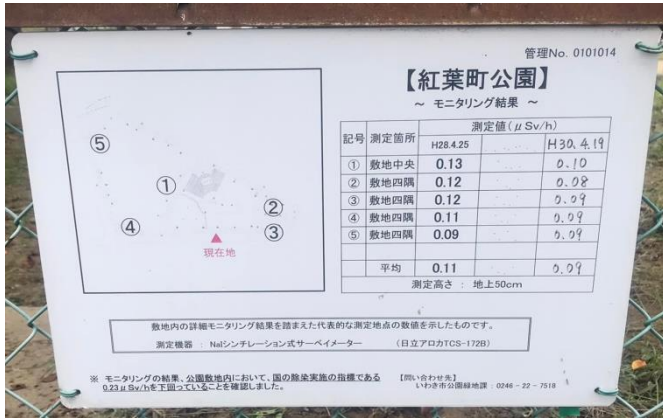 管理No. 0101014
【紅葉町公園】
～ モニタリング結果 ～
記号 測定箇所 測定値(μSv/h)
H28.4.25 H30.4.19
① 敷地中央 0.13 0.10
② 敷地四隅 0.12 0.08
③ 敷地四隅 0.12 0.09
④ 敷地四隅 0.11 0.09
⑤ 敷地四隅 0.09 0.09
平均 0.11 0.09
測定高さ : 地上50cm
⑤
①
②
④ ③
現在地
敷地内の詳細モニタリング結果を踏まえた代表的な測定地点の数値を示したものです。
測定機器 : NaIシンチレーション式サーベイメーター (日立アロカTCS-172B)
※ モニタリングの結果、公園敷地内において、国の除染実施の指標である
0.23μSv/hを下回っていることを確認しました。
【問い合わせ先】
いわき市公園緑地課 : 0246-22-7518